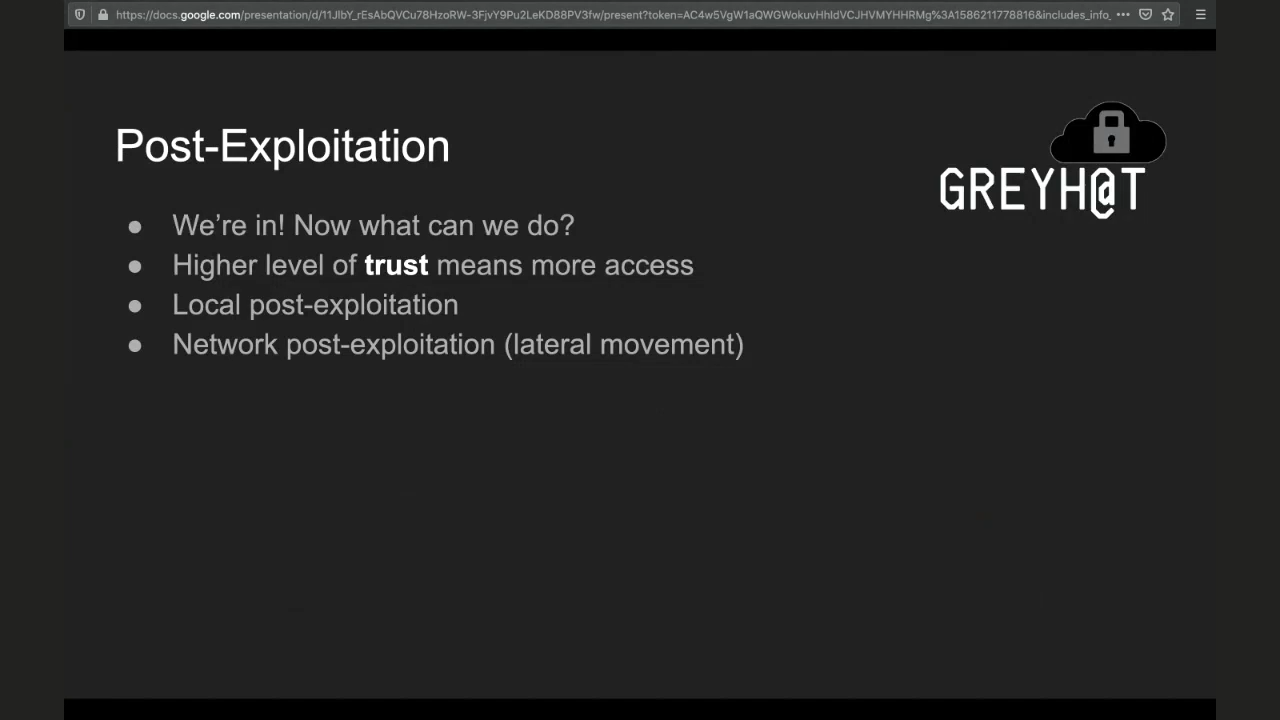 https://docs.google.com/presentation/d/11JlbY_rEsAbQVCu78HzoRW-3FjvY9Pu2LeKD88PV3fw/present?token=AC4w5VgW1aQWGWokuvHhIdVCJHVMYHHRMg%3A1586211778816&includes_info_
Post-Exploitation
GREYH@T
● We’re in! Now what can we do?
● Higher level of trust means more access
● Local post-exploitation
● Network post-exploitation (lateral movement)